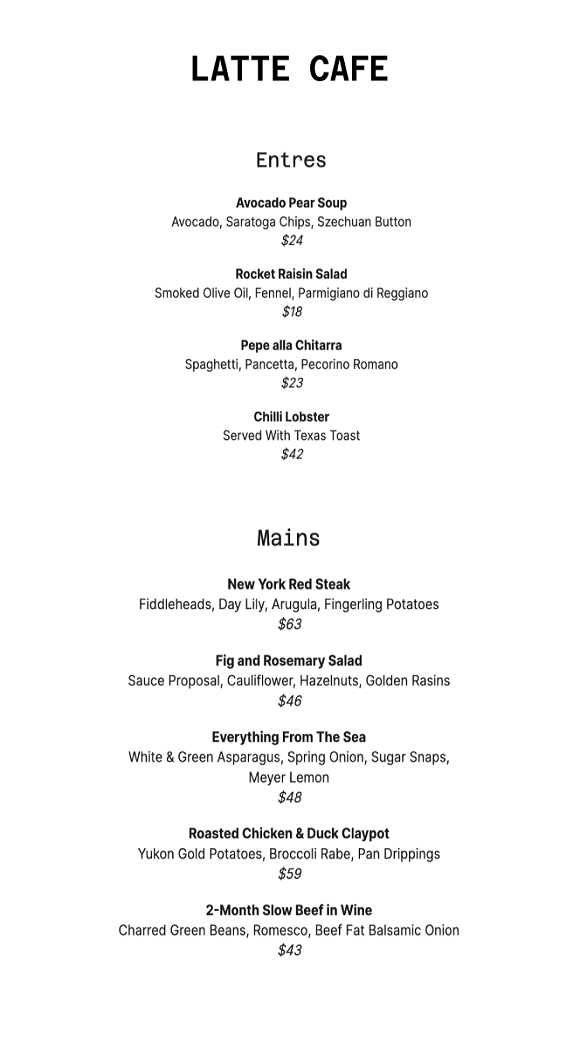 LATTE CAFE
Entres
Avocado Pear Soup
Avocado, Saratoga Chips, Szechuan Button
$24
Rocket Raisin Salad
Smoked Olive Oil, Fennel, Parmigiano di Reggiano
$18
Pepe alla Chitarra
Spaghetti, Pancetta, Pecorino Romano
$23
Chilli Lobster
Served With Texas Toast
$42
Mains
New York Red Steak
Fiddleheads, Day Lily, Arugula, Fingerling Potatoes
$63
Fig and Rosemary Salad
Sauce Proposal, Cauliflower, Hazelnuts, Golden Rasins
$46
Everything From The Sea
White & Green Asparagus, Spring Onion, Sugar Snaps,
Meyer Lemon
$48
Roasted Chicken & Duck Claypot
Yukon Gold Potatoes, Broccoli Rabe, Pan Drippings
$59
2-Month Slow Beef in Wine
Charred Green Beans, Romesco, Beef Fat Balsamic Onion
$43